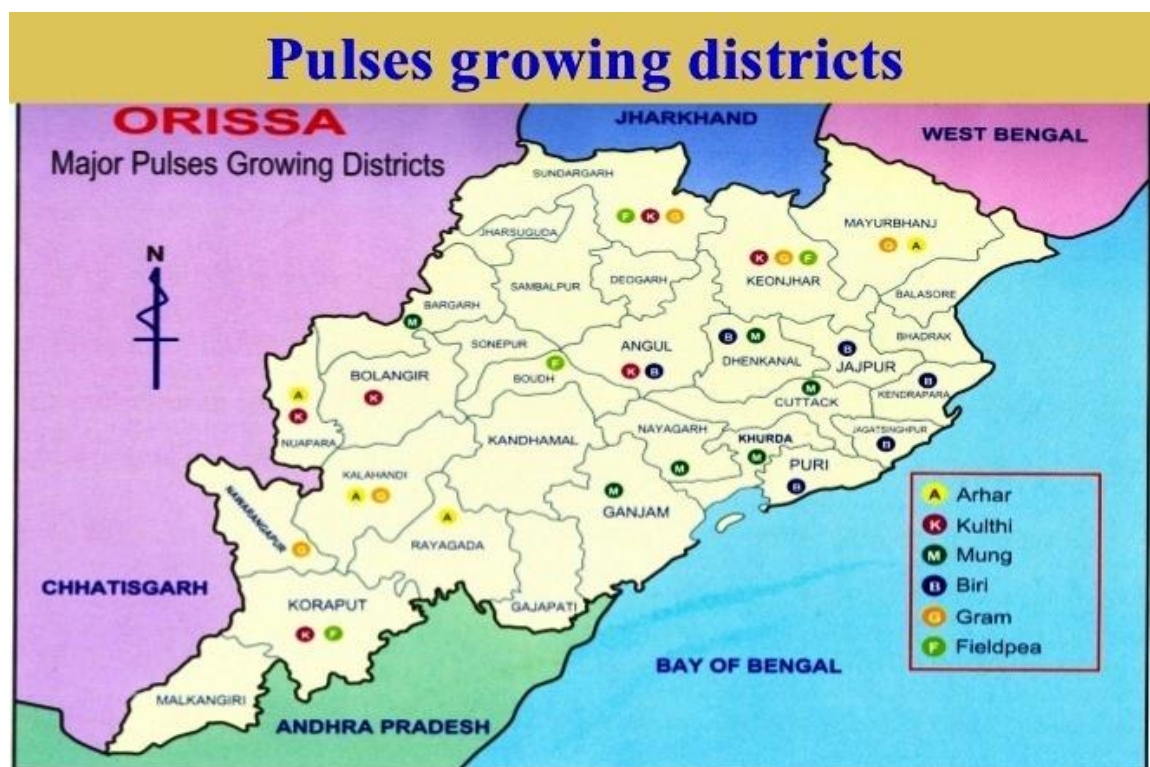 Pulses growing districts
ORISSA
Major Pulses Growing Districts
JHARKHAND
WEST BENGAL
N
SUNDARGARH
F K G
JHARSUGUDA
MAYURBHANJ
G A
K G F
KEONJHAR
DEOGARH
SAMBALPUR
BALASORE
BARGARH
M
BHADRAK
SONEPUR
ANGUL
K B
B M
DHENKANAL
B
JAJPUR
F
BOUDH
BOLANGIR
K
B
KENDRAPARA
M
CUTTACK
A
K
NUAPARA
KANDHAMAL
NAYAGARH
M
KHURDA
M
JAGATSINGHPUR
B
PURI
B
KALAHANDI
A G
M
GANJAM
A
RAYAGADA
NAWARANGAPUR
G
A Arhar
K Kulthi
M Mung
B Biri
G Gram
F Fieldpea
CHHATISGARH
KORAPUT
K F
GAJAPATI
BAY OF BENGAL
MALKANGIRI
ANDHRA PRADESH